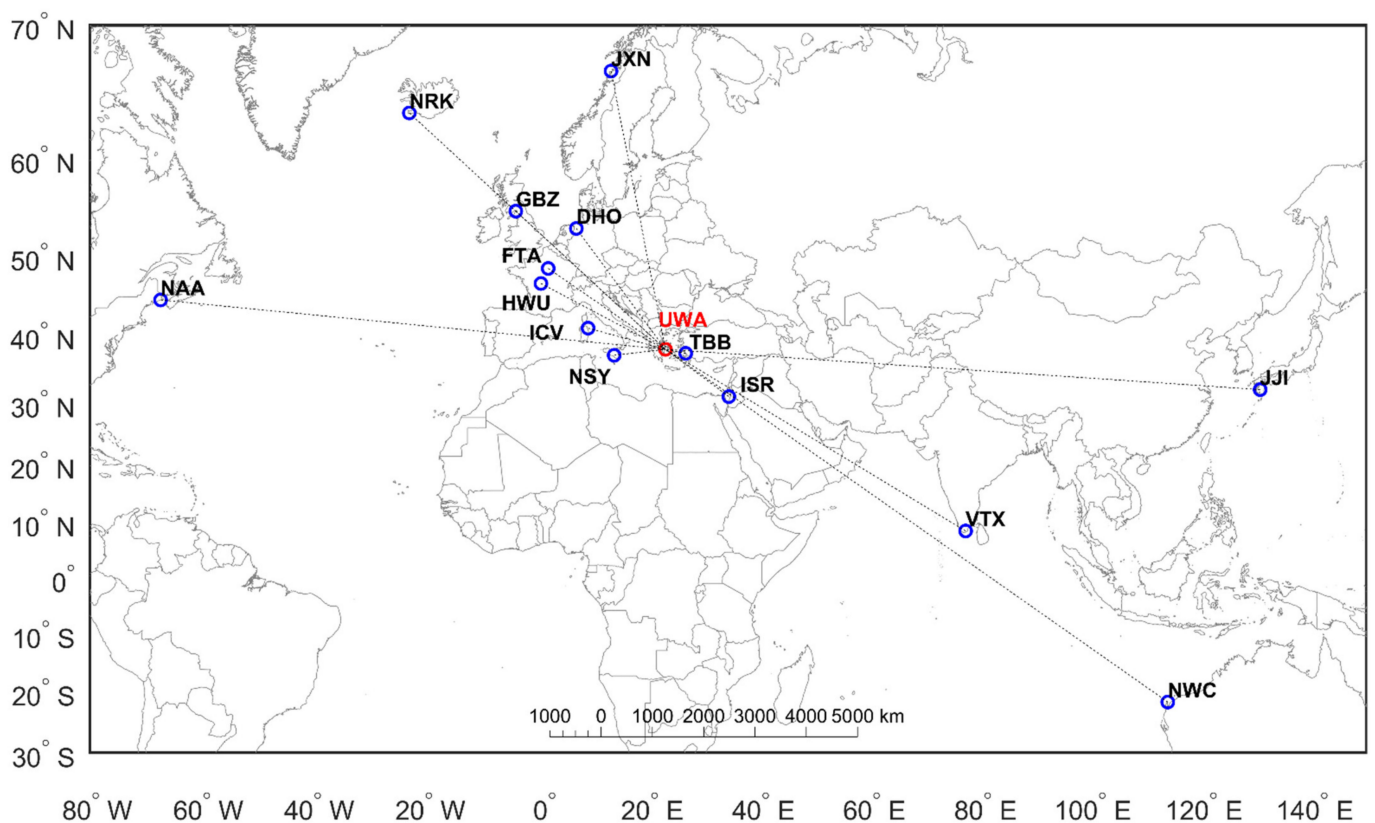 70° N
JXN
NRK
60° N
GBZ
DHO
50° N
FTA
NAA
HWU
UWA
ICV
40° N
TBB
NSY
ISR
JJI
30° N
20° N
10° N
VTX
0°
10° S
20° S
NWC
1000 0 1000 2000 3000 4000 5000 km
30° S
80° W 60° W 40° W 20° W 0° 20° E 40° E 60° E 80° E 100° E 120° E 140° E